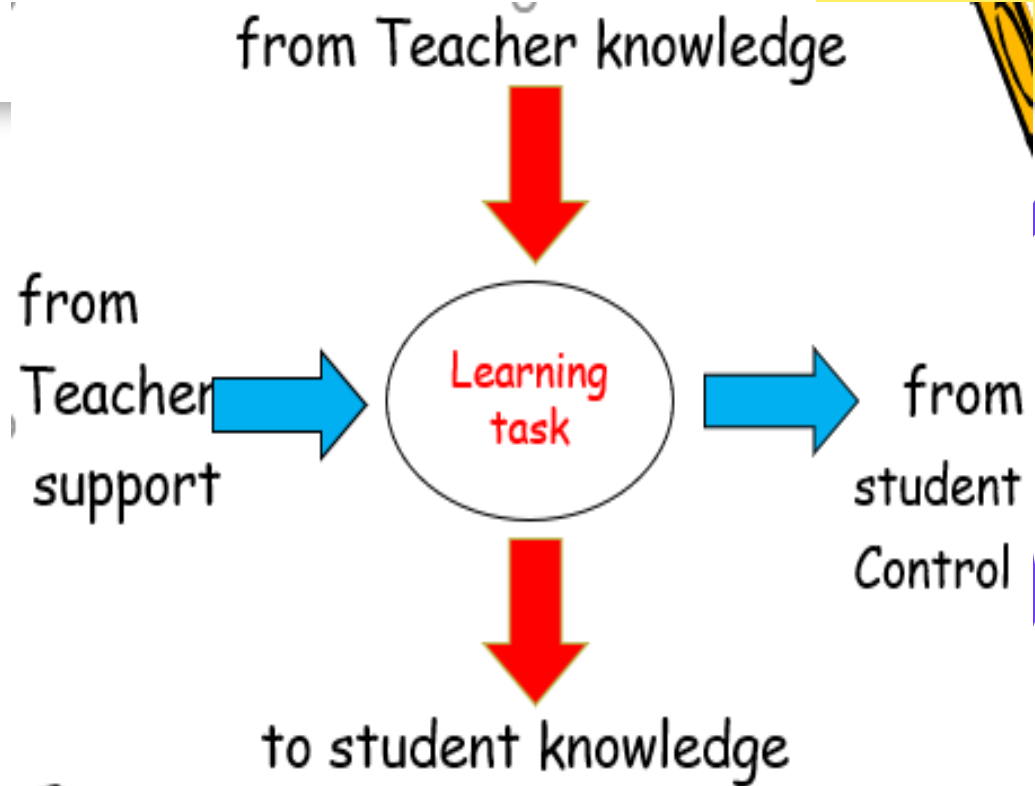 from Teacher knowledge
from
Teacher
support
Learning
task
from
student
Control
to student knowledge